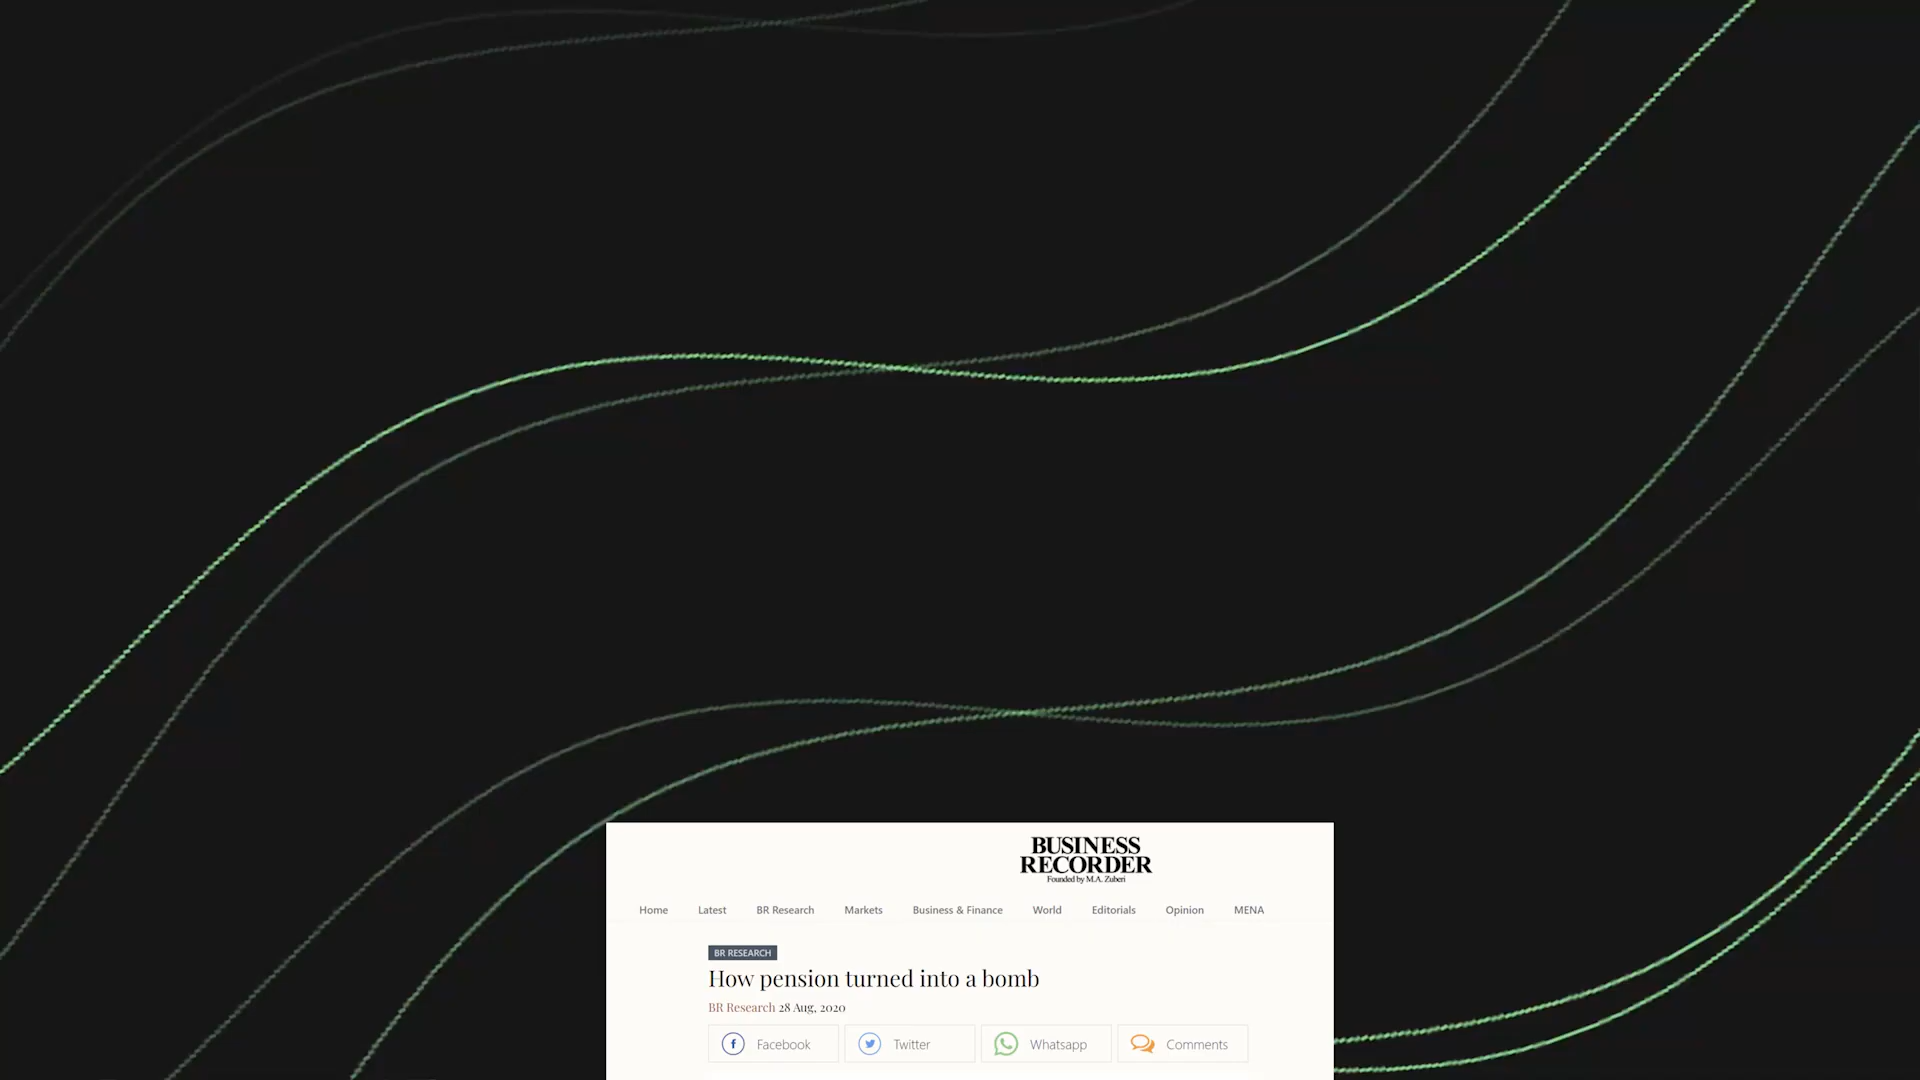 BUSINESS
RECORDER
Founded by M.A. Zuberi
Home Latest BR Research Markets Business & Finance World Editorials Opinion MENA
BR RESEARCH
How pension turned into a bomb
BR Research 28 Aug, 2020
Facebook Twitter Whatsapp Comments